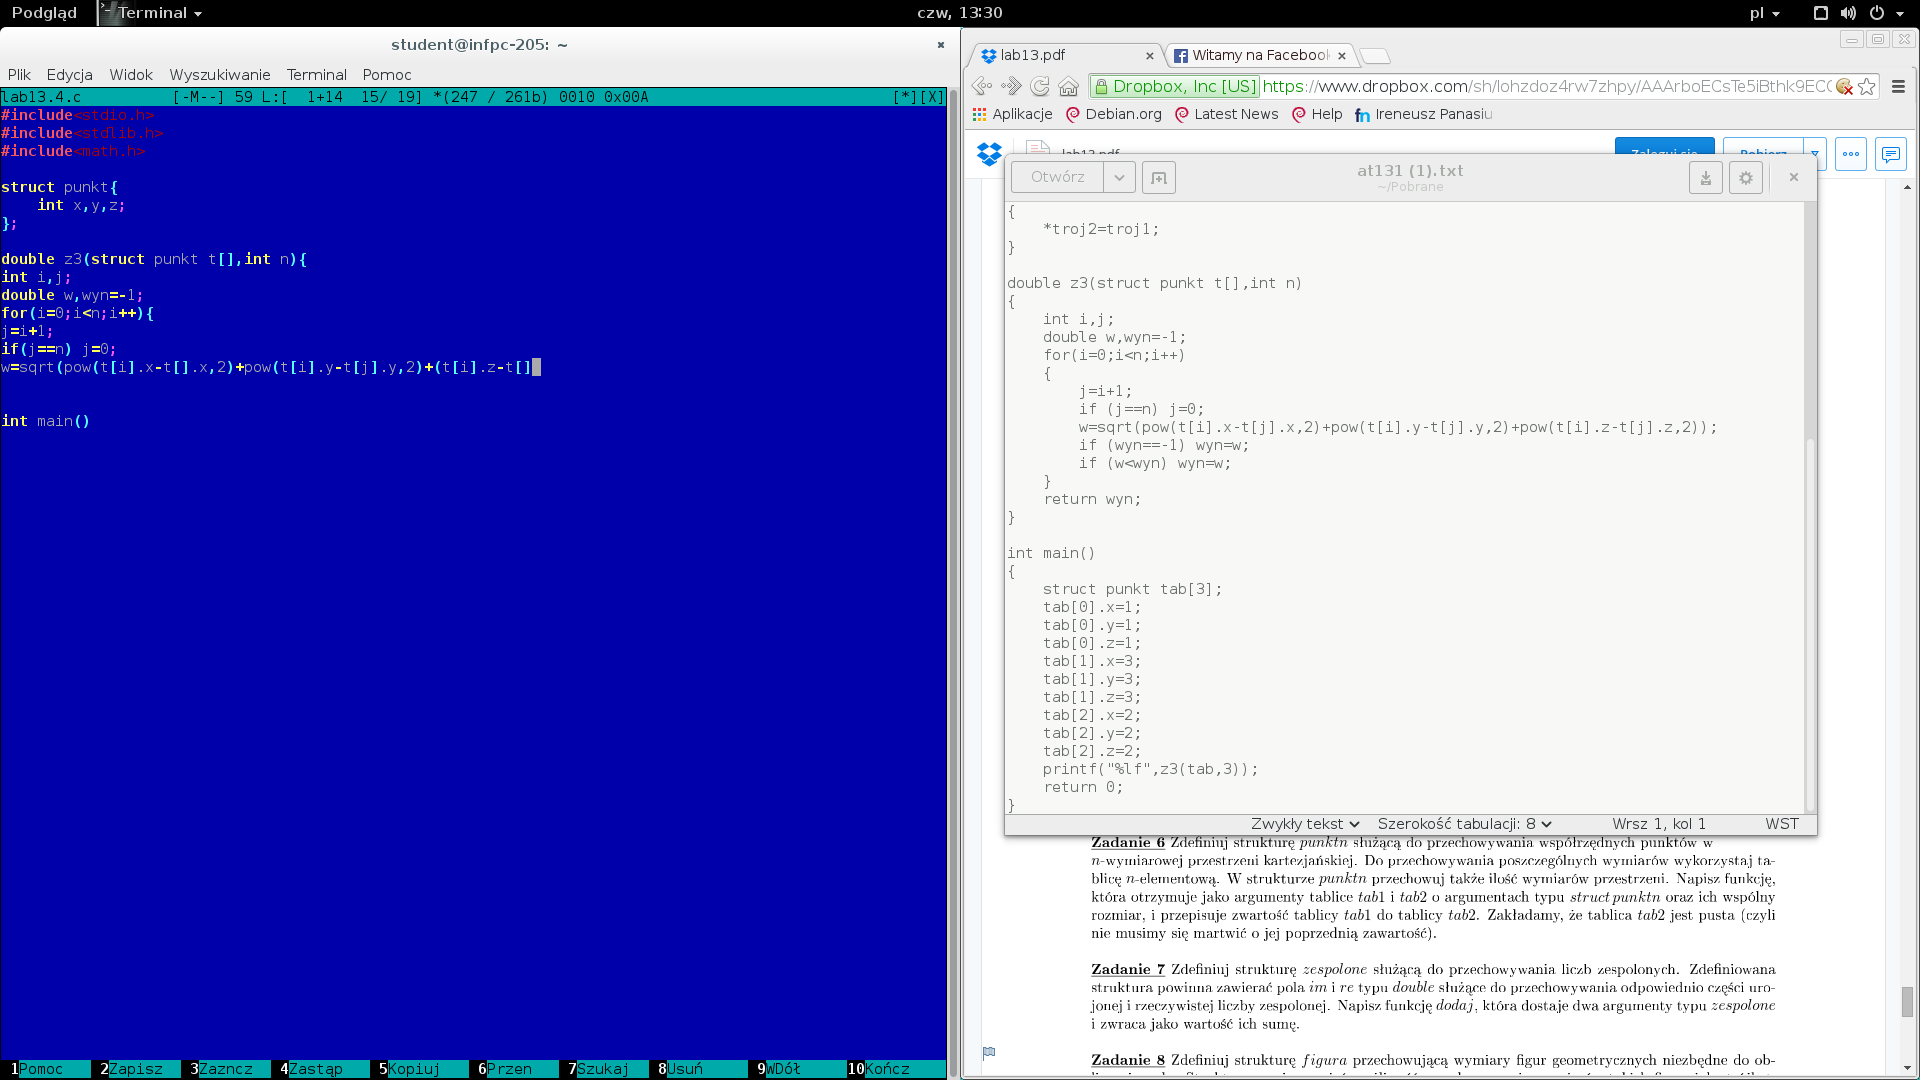 Podgląd Terminal czw, 13:30 pl
student@infpc-205: ~
Plik Edycja Widok Wyszukiwanie Terminal Pomoc
lab13.4.c [-M--] 59 L:[ 1+14 15/ 19] *(247 / 261b) 0010 0x00A [*][X]
#include<stdio.h>
#include<stdlib.h>
#include<math.h>
struct punkt{
int x,y,z;
};
double z3(struct punkt t[],int n){
int i,j;
double w,wyn=-1;
for(i=0;i<n;i++){
j=i+1;
if(j==n) j=0;
w=sqrt(pow(t[i].x-t[].x,2)+pow(t[i].y-t[j].y,2)+(t[i].z-t[]
int main()
1Pomoc 2Zapisz 3Zazncz 4Zastąp 5Kopiuj 6Przen 7Szukaj 8Usuń 9WDół 10Kończ
lab13.pdf Witamy na Facebook
Dropbox, Inc [US] https://www.dropbox.com/sh/lohzdoz4rw7zhpy/AAArboECsTe5iBthk9EC
Aplikacje Debian.org Latest News Help Ireneusz Panasiu
lab13.pdf Zaloguj się Pobierz
Otwórz at131 (1).txt
~/Pobrane
{
*troj2=troj1;
}
double z3(struct punkt t[],int n)
{
int i,j;
double w,wyn=-1;
for(i=0;i<n;i++)
{
j=i+1;
if (j==n) j=0;
w=sqrt(pow(t[i].x-t[j].x,2)+pow(t[i].y-t[j].y,2)+pow(t[i].z-t[j].z,2));
if (wyn==-1) wyn=w;
if (w<wyn) wyn=w;
}
return wyn;
}
int main()
{
struct punkt tab[3];
tab[0].x=1;
tab[0].y=1;
tab[0].z=1;
tab[1].x=3;
tab[1].y=3;
tab[1].z=3;
tab[2].x=2;
tab[2].y=2;
tab[2].z=2;
printf("%lf",z3(tab,3));
return 0;
}
Zwykły tekst Szerokość tabulacji: 8 Wrsz 1, kol 1 WST
Zadanie 6 Zdefiniuj strukturę punktn służącą do przechowywania współrzędnych punktów w
n-wymiarowej przestrzeni kartezjańskiej. Do przechowywania poszczególnych wymiarów wykorzystaj ta-
blicę n-elementową. W strukturze punktn przechowuj także ilość wymiarów przestrzeni. Napisz funkcję,
która otrzymuje jako argumenty tablice tab1 i tab2 o argumentach typu struct punktn oraz ich wspólny
rozmiar, i przepisuje zwartość tablicy tab1 do tablicy tab2. Zakładamy, że tablica tab2 jest pusta (czyli
nie musimy się martwić o jej poprzednią zawartość).
Zadanie 7 Zdefiniuj strukturę zespolone służącą do przechowywania liczb zespolonych. Zdefiniowana
struktura powinna zawierać pola im i re typu double służące do przechowywania odpowiednio części uro-
jonej i rzeczywistej liczby zespolonej. Napisz funkcję dodaj, która dostaje dwa argumenty typu zespolone
i zwraca jako wartość ich sumę.
Zadanie 8 Zdefiniuj strukturę figura przechowującą wymiary figur geometrycznych niezbędne do ob-